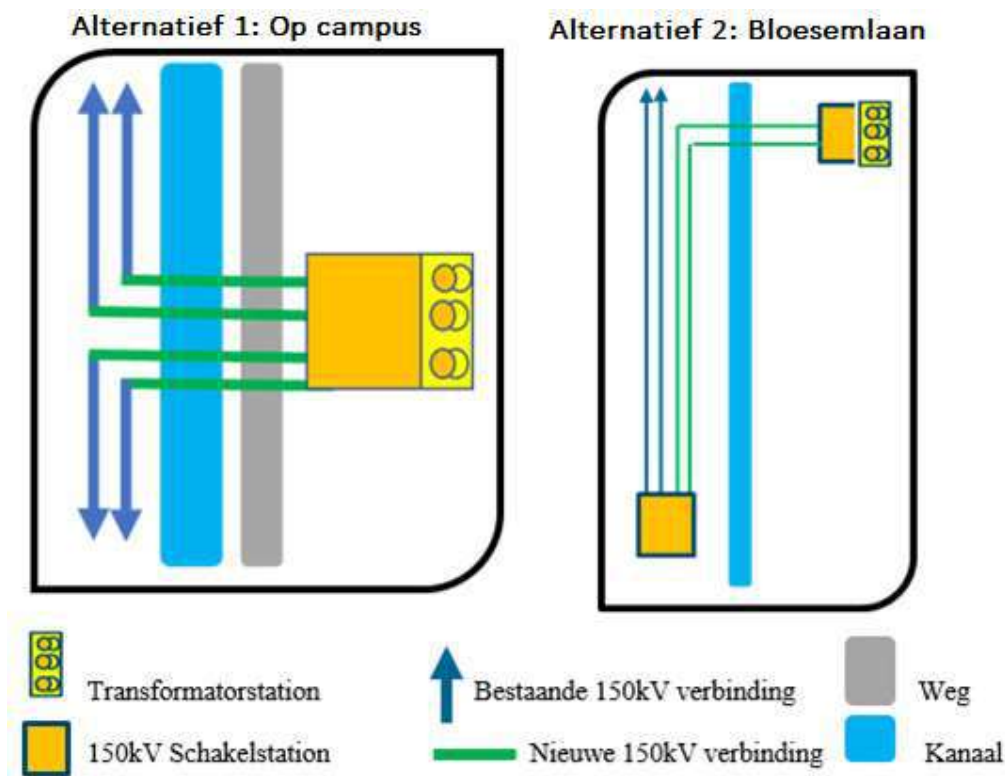 Alternatief 1: Op campus
Alternatief 2: Bloesemlaan
Transformatorstation
Bestaande 150kV verbinding
Weg
150kV Schakelstation
Nieuwe 150kV verbinding
Kanaal